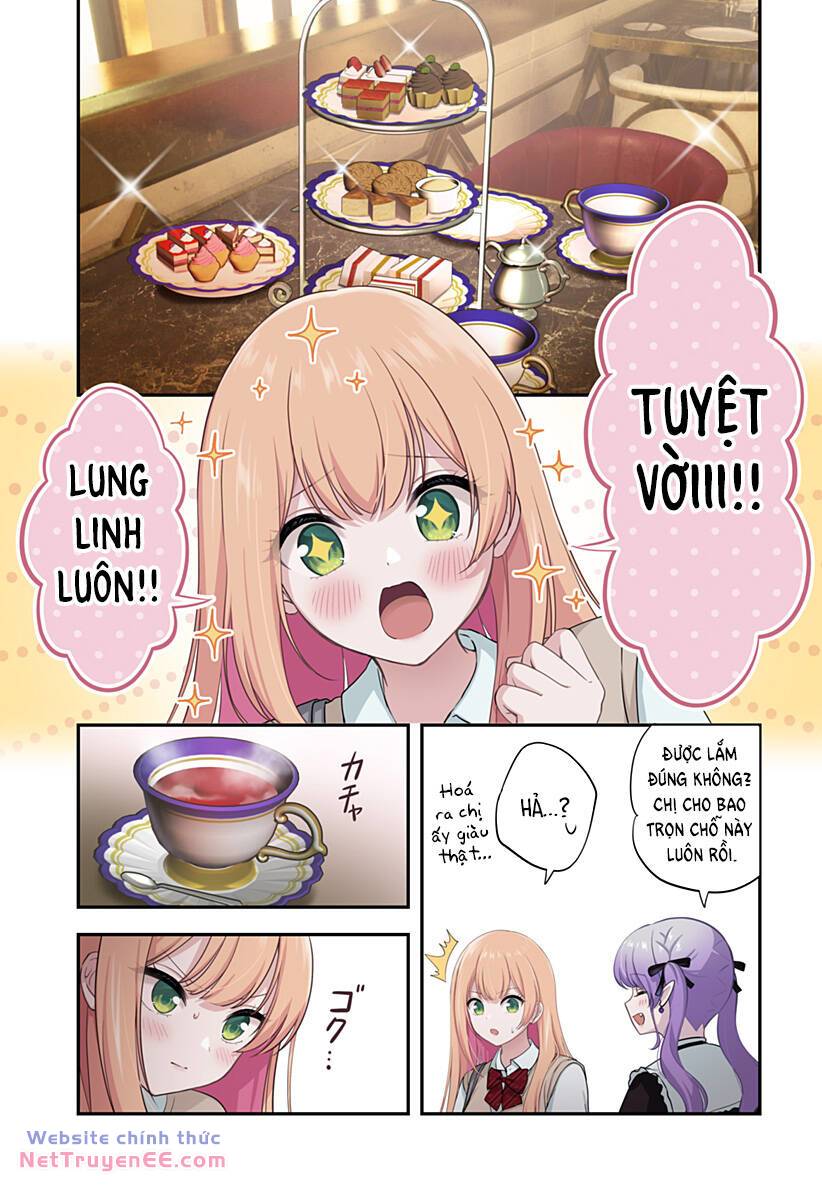 TUYỆT
VỜIII!!
LUNG
LINH
LUÔN!!
ĐƯỢC LẮM
ĐÚNG KHÔNG?
CHỊ CHO BAO
TRỌN CHỖ NÀY
LUÔN RỒI.
HẢ...?
Hoá
ra chị
ấy giàu
thật...
カチャ
ゴク…
Website chính thức
NetTruyenEE.com